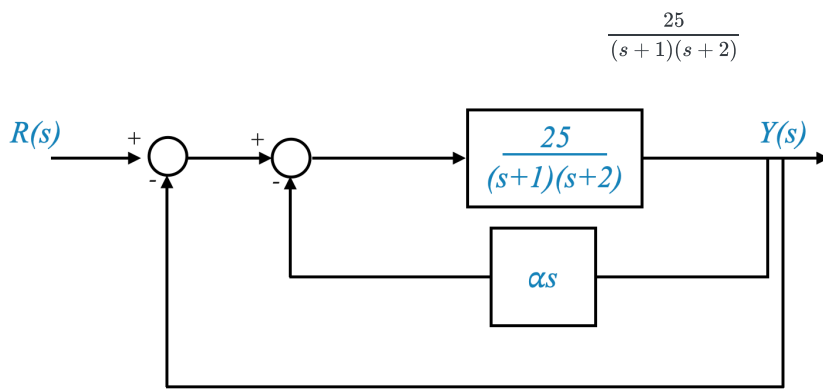 25
(s + 1)(s + 2)
R(s)
+
-
+
-
25
(s+1)(s+2)
Y(s)
αs